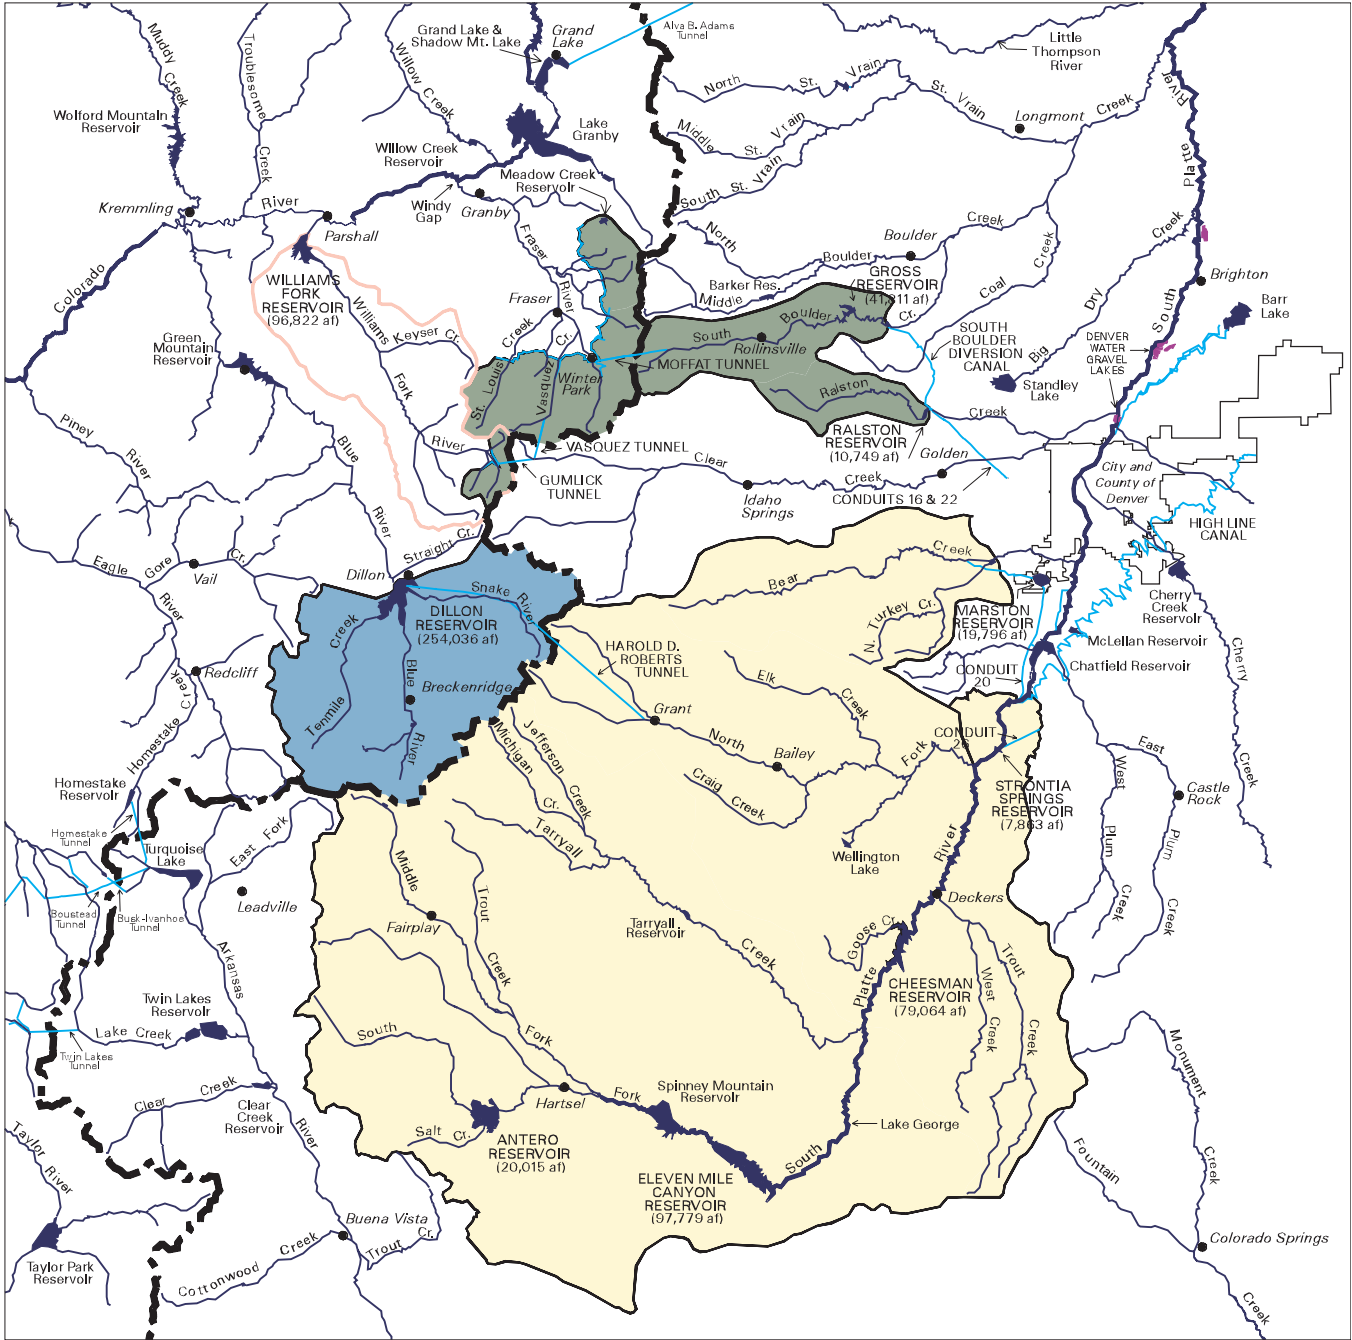 Muddy Creek
Troublesome
Creek
Willow Creek
Grand Lake &
Shadow Mt. Lake
Grand
Lake
Alva B. Adams
Tunnel
Little
Thompson
River
River
Platte
South
North St. Vrain
St. Vrain
Creek
Longmont
Middle St. Vrain
South St. Vrain
Wolford Mountain
Reservoir
Lake
Granby
Willow Creek
Reservoir
Meadow Creek
Reservoir
Windy
Gap
Granby
Kremmling
River
Parshall
Colorado
Fraser
River
North
Boulder
Creek
Boulder
Boulder
Barker Res.
Middle
GROSS
RESERVOIR
(41,811 af)
Cr.
Coal
Creek
Dry
Creek
Big
Brighton
Barr
Lake
WILLIAMS
FORK
RESERVOIR
(96,822 af)
Williams
Fork
River
Keyser Cr.
Fraser
St. Louis
Creek
Vasquez
Cr.
Winter
Park
South
Boulder
Rollinsville
MOFFAT TUNNEL
SOUTH
BOULDER
DIVERSION
CANAL
DENVER
WATER
GRAVEL
LAKES
Standley
Lake
Green
Mountain
Reservoir
Ralston
Creek
RALSTON
RESERVOIR
(10,749 af)
Golden
Piney
River
Blue
River
VASQUEZ TUNNEL
GUMLICK
TUNNEL
Clear
Creek
Idaho
Springs
CONDUITS 16 & 22
City and
County of
Denver
HIGH LINE
CANAL
Eagle
River
Gore
Cr.
Vail
Straight Cr.
Dillon
Snake
River
DILLON
RESERVOIR
(254,036 af)
Tenmile
Creek
Blue
River
Breckenridge
Bear
Creek
N. Turkey Cr.
MARSTON
RESERVOIR
(19,796 af)
Cherry
Creek
Reservoir
McLellan Reservoir
Chatfield Reservoir
Cherry
Creek
HAROLD D.
ROBERTS
TUNNEL
CONDUIT
20
Redcliff
Homestake
Creek
Elk
Creek
Grant
North
Fork
Bailey
Craig
Creek
CONDUIT
26
STRONTIA
SPRINGS
RESERVOIR
(7,863 af)
East
Plum
Creek
West
Plum
Creek
Castle
Rock
Jefferson
Creek
Michigan
Cr.
Homestake
Reservoir
Homestake
Tunnel
Turquoise
Lake
East Fork
Tarryall
Middle
Wellington
Lake
River
Boustead
Tunnel
Busk-Ivanhoe
Tunnel
Leadville
Fairplay
Trout
Creek
Tarryall
Reservoir
Creek
Deckers
Goose Cr.
Platte
CHEESMAN
RESERVOIR
(79,064 af)
West
Creek
Trout
Creek
Arkansas
River
Twin Lakes
Reservoir
Lake Creek
Twin Lakes
Tunnel
South
Fork
Fork
Hartsel
Spinney Mountain
Reservoir
Lake George
Monument
Creek
Clear Creek
Clear
Creek
Reservoir
Salt Cr.
ANTERO
RESERVOIR
(20,015 af)
South
ELEVEN MILE
CANYON
RESERVOIR
(97,779 af)
Fountain
Creek
Taylor
River
Taylor Park
Reservoir
Buena Vista
Trout Cr.
Cottonwood
Creek
Colorado Springs